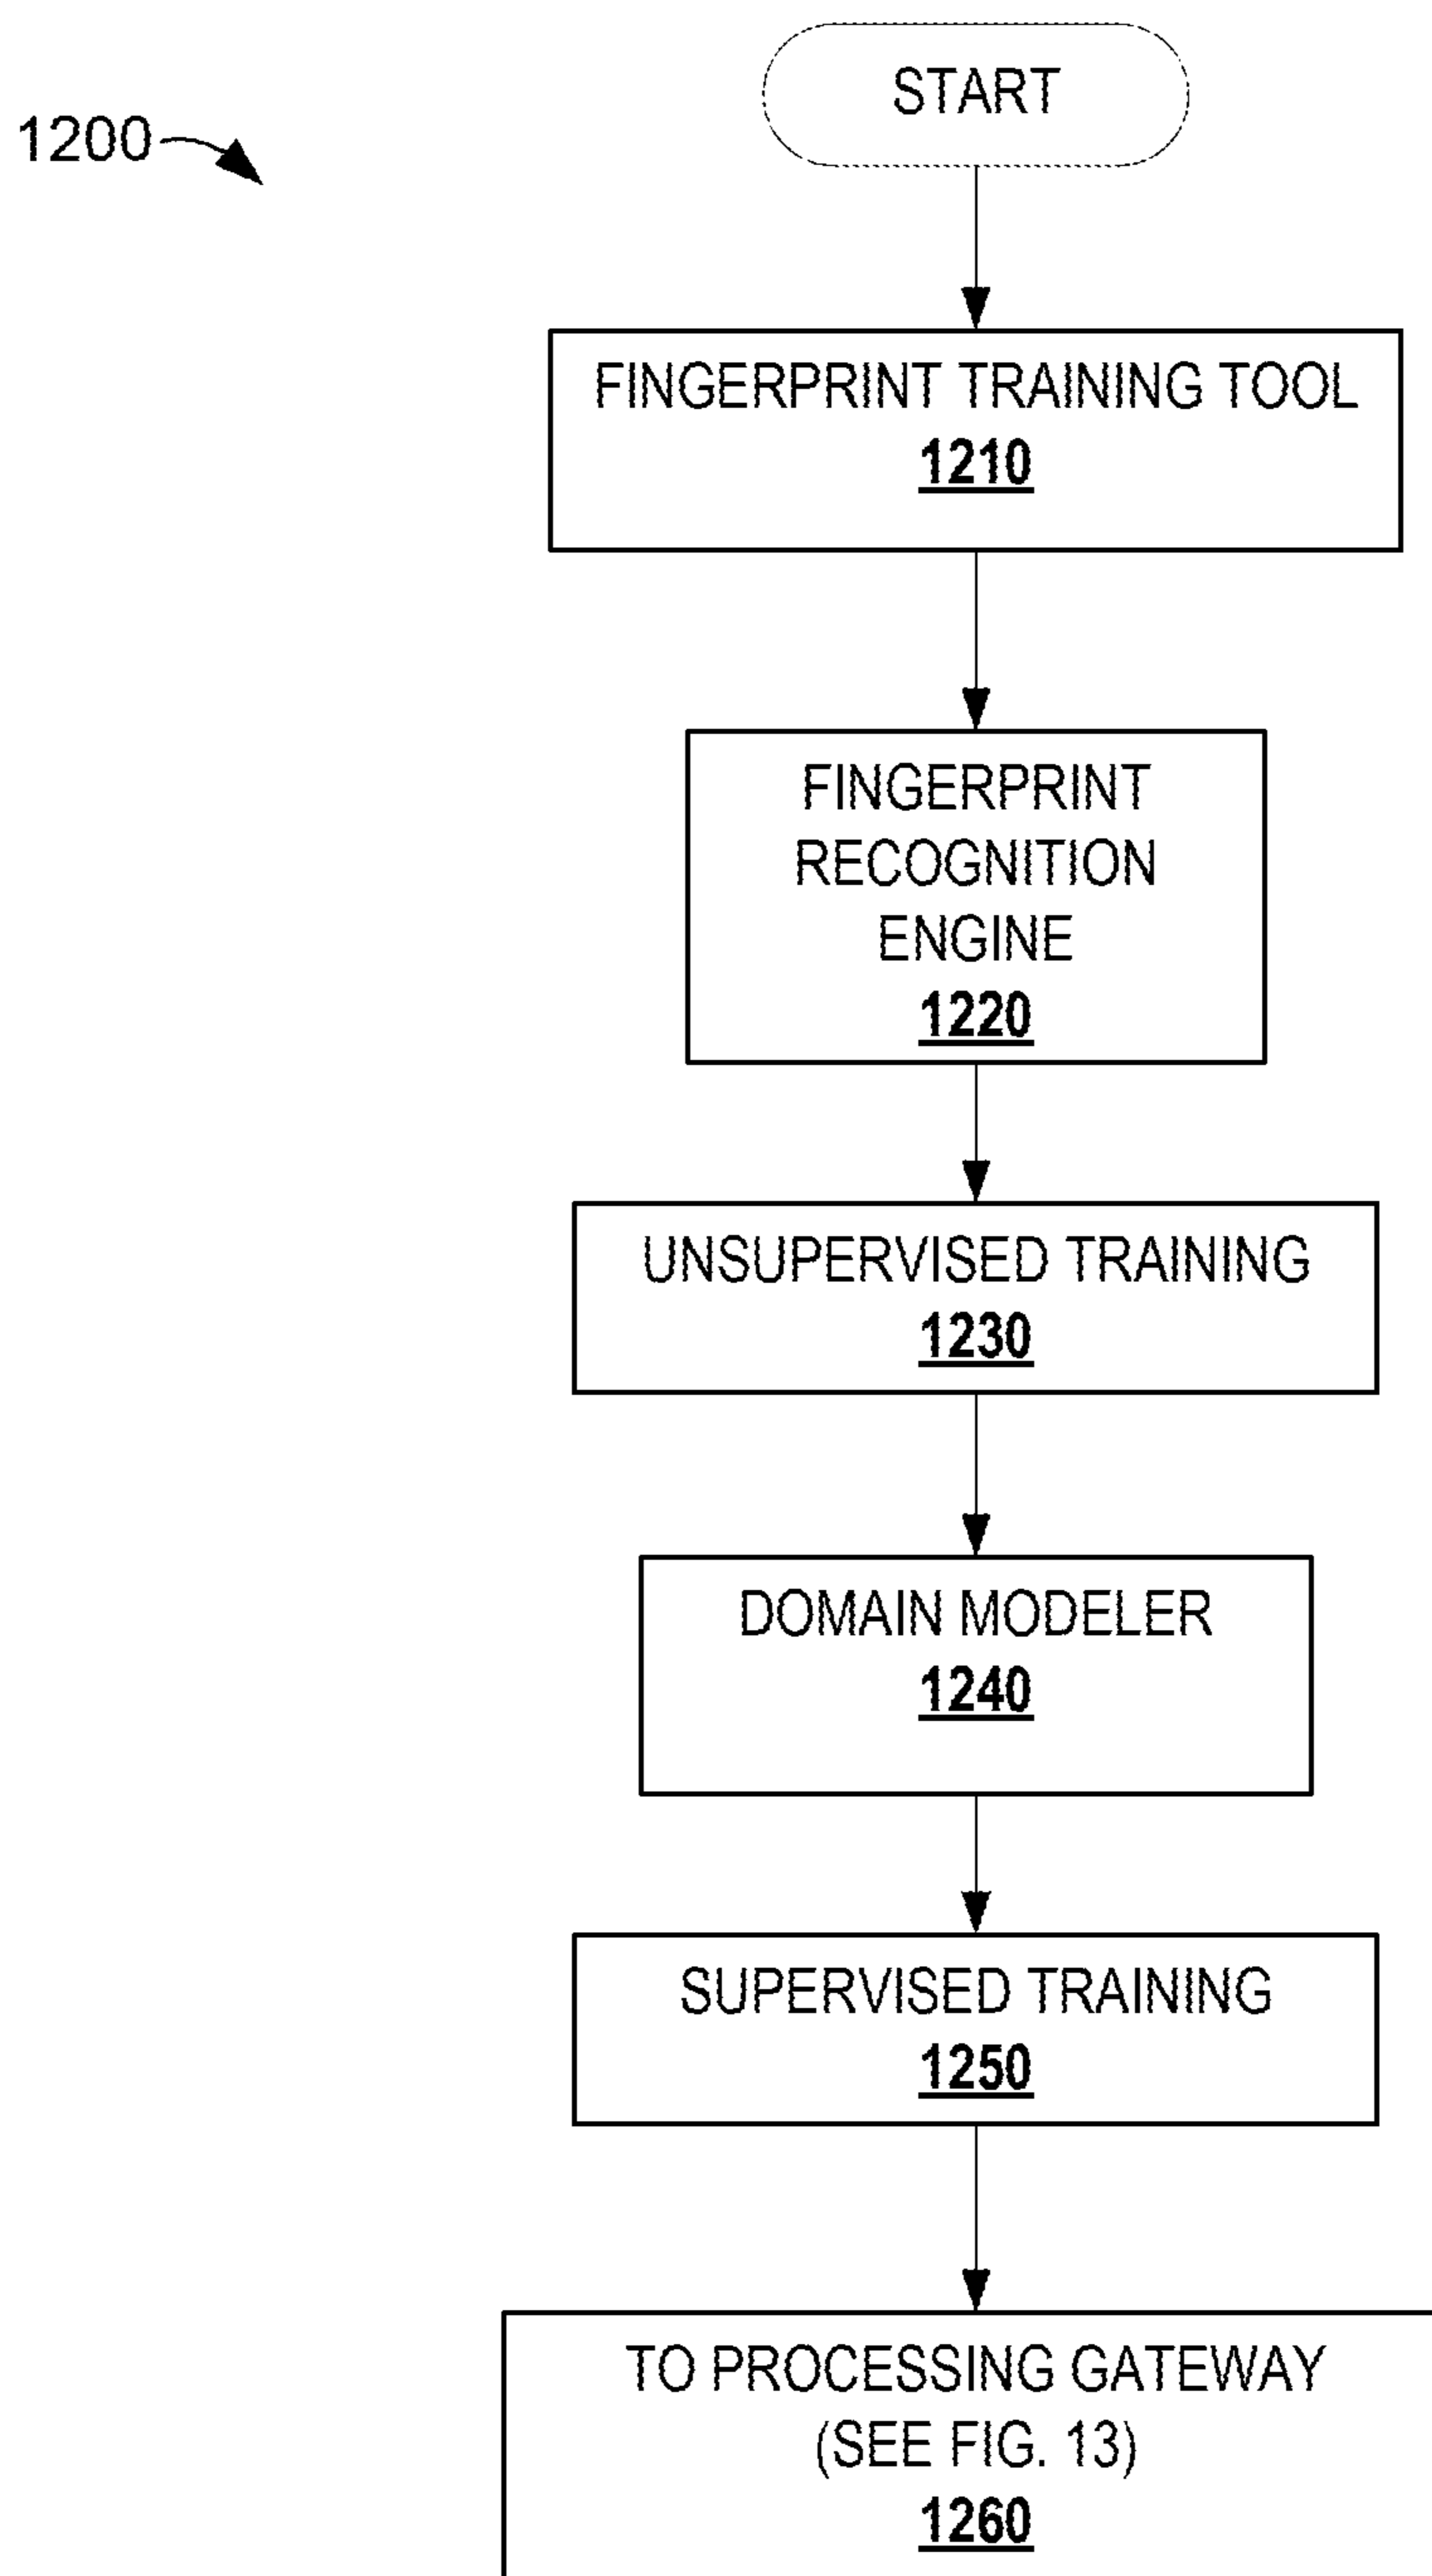 START
1200
FINGERPRINT TRAINING TOOL
1210
FINGERPRINT
RECOGNITION
ENGINE
1220
UNSUPERVISED TRAINING
1230
DOMAIN MODELER
1240
SUPERVISED TRAINING
1250
TO PROCESSING GATEWAY
(SEE FIG. 13)
1260